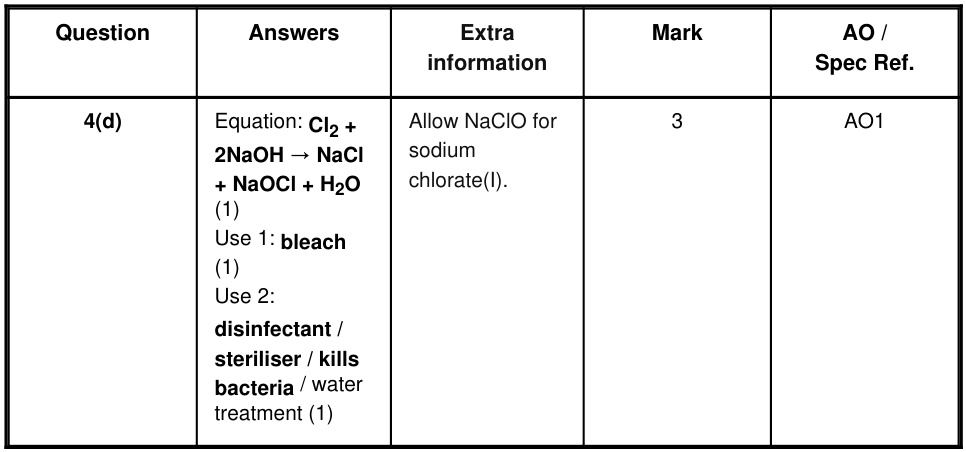 Question Answers Extra information Mark AO / Spec Ref.
4(d)
Equation: Cl2 +
2NaOH → NaCl
+ NaOCl + H2O
(1)
Use 1: bleach
(1)
Use 2:
disinfectant /
steriliser / kills
bacteria / water
treatment (1)
Allow NaClO for
sodium
chlorate(I).
3
AO1